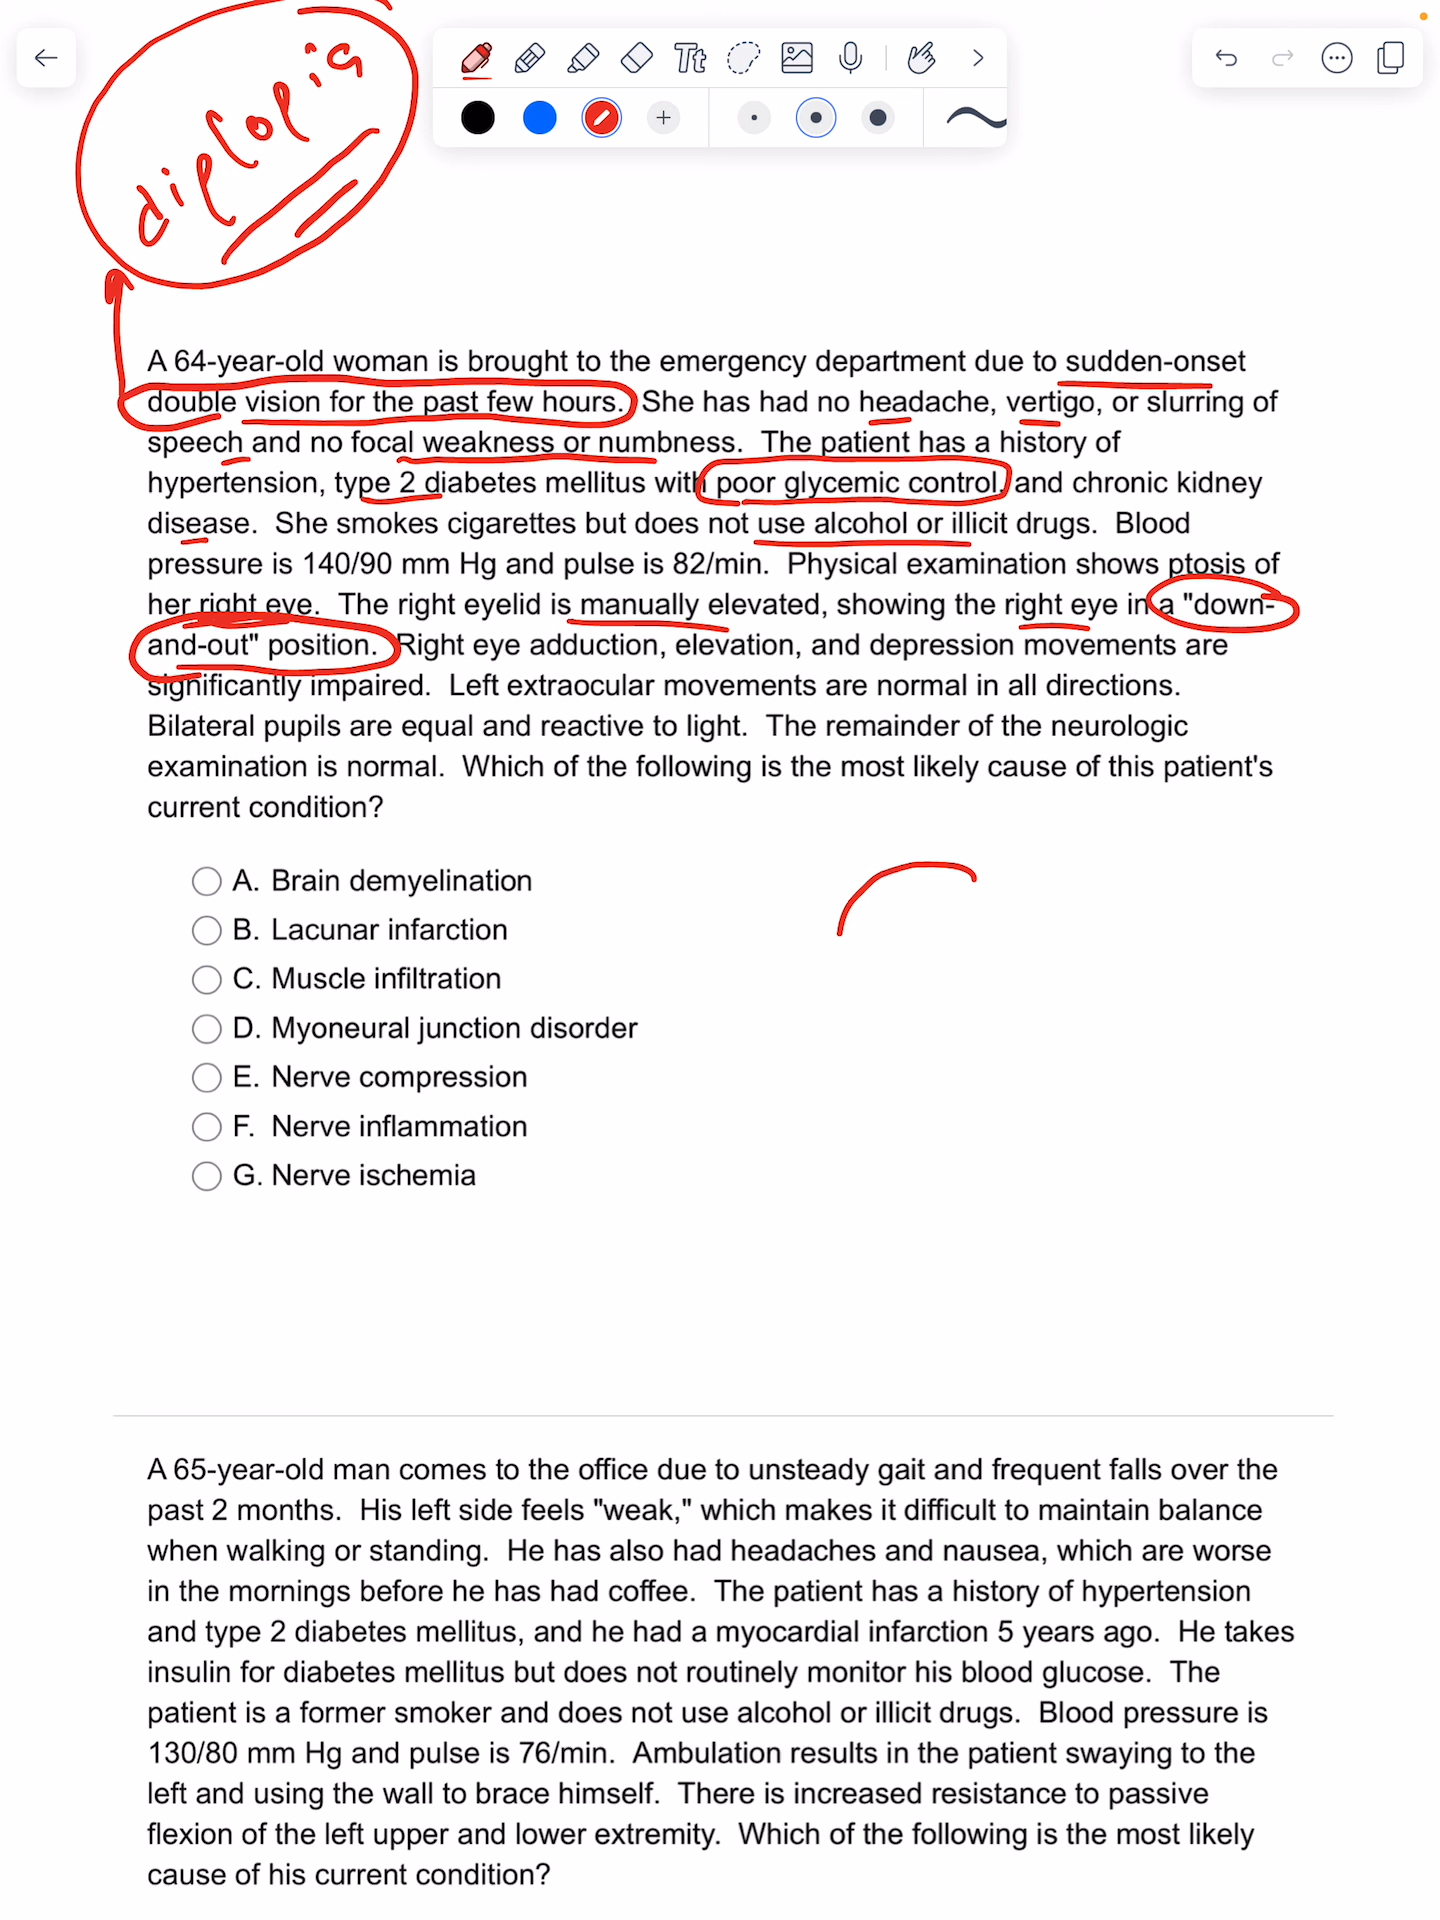 diplopia
Tt
A 64-year-old woman is brought to the emergency department due to sudden-onset
double vision for the past few hours.  She has had no headache, vertigo, or slurring of
speech and no focal weakness or numbness.  The patient has a history of
hypertension, type 2 diabetes mellitus with poor glycemic control, and chronic kidney
disease.  She smokes cigarettes but does not use alcohol or illicit drugs.  Blood
pressure is 140/90 mm Hg and pulse is 82/min.  Physical examination shows ptosis of
her right eye.  The right eyelid is manually elevated, showing the right eye in a "down-
and-out" position.  Right eye adduction, elevation, and depression movements are
significantly impaired.  Left extraocular movements are normal in all directions.
Bilateral pupils are equal and reactive to light.  The remainder of the neurologic
examination is normal.  Which of the following is the most likely cause of this patient's
current condition?
A. Brain demyelination
B. Lacunar infarction
C. Muscle infiltration
D. Myoneural junction disorder
E. Nerve compression
F. Nerve inflammation
G. Nerve ischemia
A 65-year-old man comes to the office due to unsteady gait and frequent falls over the
past 2 months.  His left side feels "weak," which makes it difficult to maintain balance
when walking or standing.  He has also had headaches and nausea, which are worse
in the mornings before he has had coffee.  The patient has a history of hypertension
and type 2 diabetes mellitus, and he had a myocardial infarction 5 years ago.  He takes
insulin for diabetes mellitus but does not routinely monitor his blood glucose.  The
patient is a former smoker and does not use alcohol or illicit drugs.  Blood pressure is
130/80 mm Hg and pulse is 76/min.  Ambulation results in the patient swaying to the
left and using the wall to brace himself.  There is increased resistance to passive
flexion of the left upper and lower extremity.  Which of the following is the most likely
cause of his current condition?